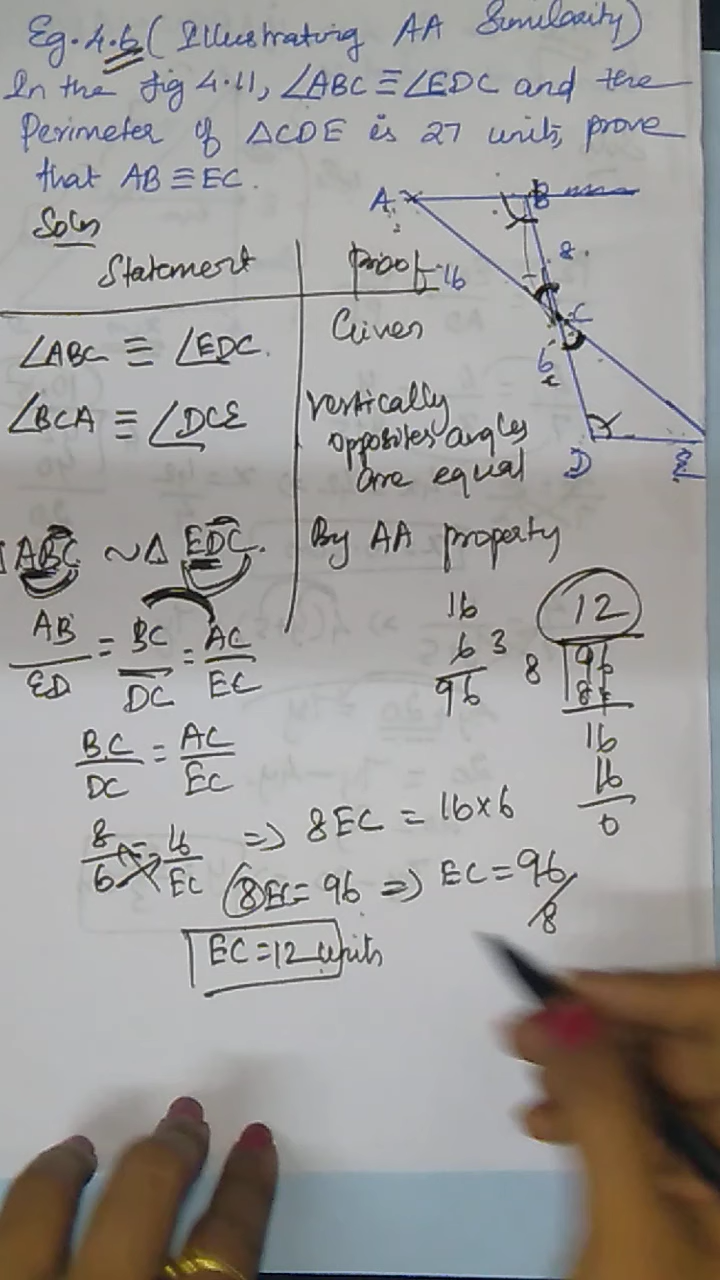 Eg. 4.6 ( Illustrating AA Similarity)
In the fig 4.11, ∠ABC ≡ ∠EDC and the
Perimeter of △CDE is 27 units, prove
that AB ≡ EC.
A
B
8
16
C
6
D
E
Soln
Statement
Proof
∠ABC ≡ ∠EDC.
Given
∠BCA ≡ ∠DCE
Vertically
opposites angles
are equal
ABC ~ △ EDC.
By AA property
AB/ED = BC/DC = AC/EC
BC/DC = AC/EC
16
6 3
96
12
8 96
8
16
16
0
8/6 = 16/EC => 8EC = 16×6
8EC = 96 => EC = 96/8
EC = 12 units